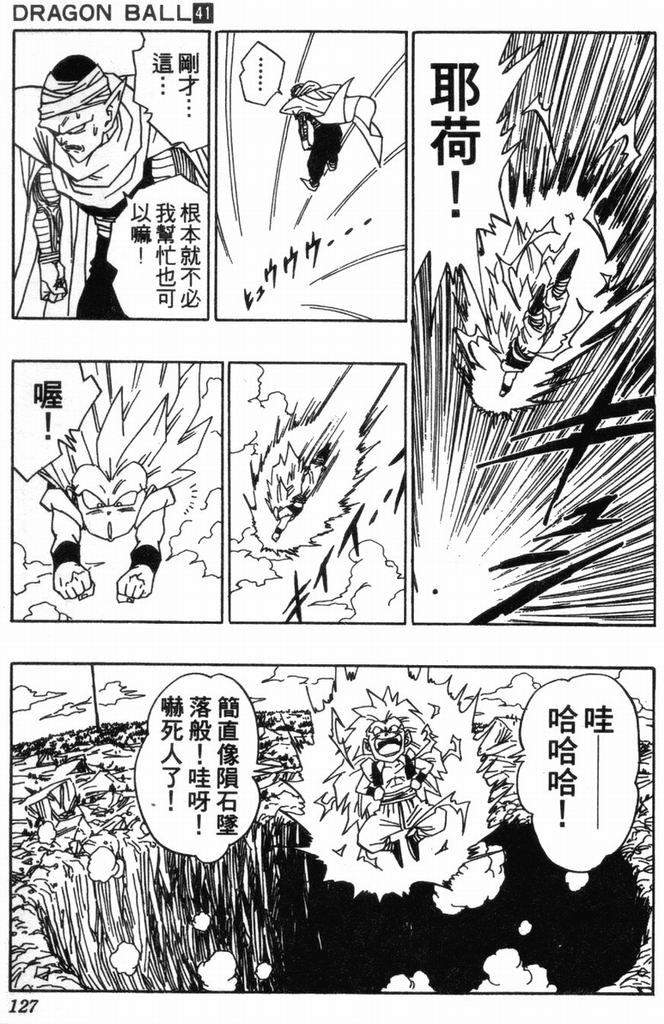 DRAGON BALL 41
耶荷！
……
ヒュウウウ・・・・
剛才…
這…
根本就不必
我幫忙也可
以嘛！
喔！
哇——
哈哈哈！
簡直像隕石墜
落般！哇呀！
嚇死人了！
127